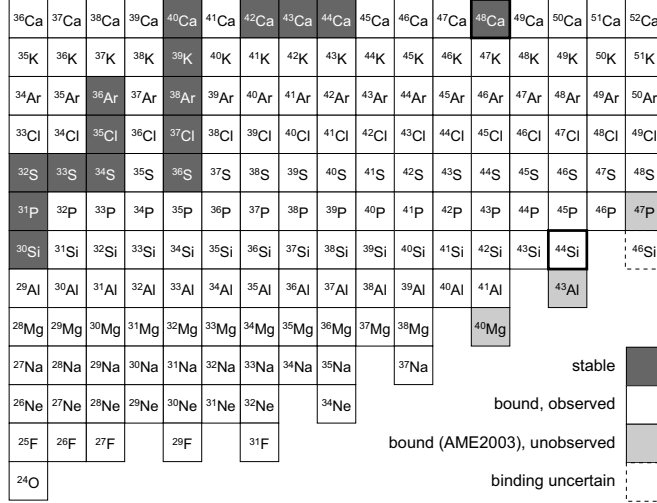 ³⁶Ca ³⁷Ca ³⁸Ca ³⁹Ca ⁴⁰Ca ⁴¹Ca ⁴²Ca ⁴³Ca ⁴⁴Ca ⁴⁵Ca ⁴⁶Ca ⁴⁷Ca ⁴⁸Ca ⁴⁹Ca ⁵⁰Ca ⁵¹Ca ⁵²Ca
³⁵K ³⁶K ³⁷K ³⁸K ³⁹K ⁴⁰K ⁴¹K ⁴²K ⁴³K ⁴⁴K ⁴⁵K ⁴⁶K ⁴⁷K ⁴⁸K ⁴⁹K ⁵⁰K ⁵¹K
³⁴Ar ³⁵Ar ³⁶Ar ³⁷Ar ³⁸Ar ³⁹Ar ⁴⁰Ar ⁴¹Ar ⁴²Ar ⁴³Ar ⁴⁴Ar ⁴⁵Ar ⁴⁶Ar ⁴⁷Ar ⁴⁸Ar ⁴⁹Ar ⁵⁰Ar
³³Cl ³⁴Cl ³⁵Cl ³⁶Cl ³⁷Cl ³⁸Cl ³⁹Cl ⁴⁰Cl ⁴¹Cl ⁴²Cl ⁴³Cl ⁴⁴Cl ⁴⁵Cl ⁴⁶Cl ⁴⁷Cl ⁴⁸Cl ⁴⁹Cl
³²S ³³S ³⁴S ³⁵S ³⁶S ³⁷S ³⁸S ³⁹S ⁴⁰S ⁴¹S ⁴²S ⁴³S ⁴⁴S ⁴⁵S ⁴⁶S ⁴⁷S ⁴⁸S
³¹P ³²P ³³P ³⁴P ³⁵P ³⁶P ³⁷P ³⁸P ³⁹P ⁴⁰P ⁴¹P ⁴²P ⁴³P ⁴⁴P ⁴⁵P ⁴⁶P ⁴⁷P
³⁰Si ³¹Si ³²Si ³³Si ³⁴Si ³⁵Si ³⁶Si ³⁷Si ³⁸Si ³⁹Si ⁴⁰Si ⁴¹Si ⁴²Si ⁴³Si ⁴⁴Si ⁴⁶Si
²⁹Al ³⁰Al ³¹Al ³²Al ³³Al ³⁴Al ³⁵Al ³⁶Al ³⁷Al ³⁸Al ³⁹Al ⁴⁰Al ⁴¹Al ⁴³Al
²⁸Mg ²⁹Mg ³⁰Mg ³¹Mg ³²Mg ³³Mg ³⁴Mg ³⁵Mg ³⁶Mg ³⁷Mg ³⁸Mg ⁴⁰Mg
²⁷Na ²⁸Na ²⁹Na ³⁰Na ³¹Na ³²Na ³³Na ³⁴Na ³⁵Na ³⁷Na stable
²⁶Ne ²⁷Ne ²⁸Ne ²⁹Ne ³⁰Ne ³¹Ne ³²Ne ³⁴Ne bound, observed
²⁵F ²⁶F ²⁷F ²⁹F ³¹F bound (AME2003), unobserved
²⁴O binding uncertain